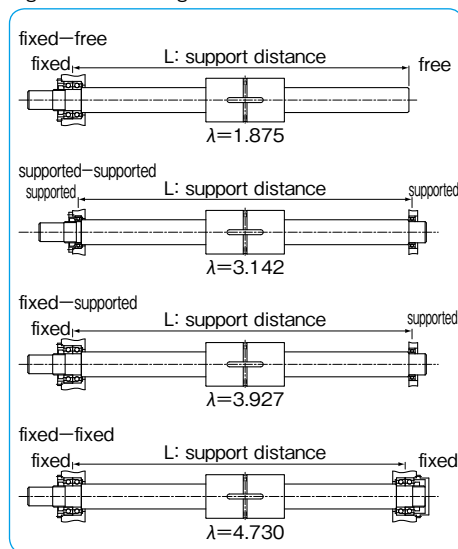 fixed−free
L: support distance
fixed free
λ=1.875
supported−supported
L: support distance
supported supported
λ=3.142
fixed−supported
L: support distance
fixed supported
λ=3.927
fixed−fixed
L: support distance
fixed fixed
λ=4.730